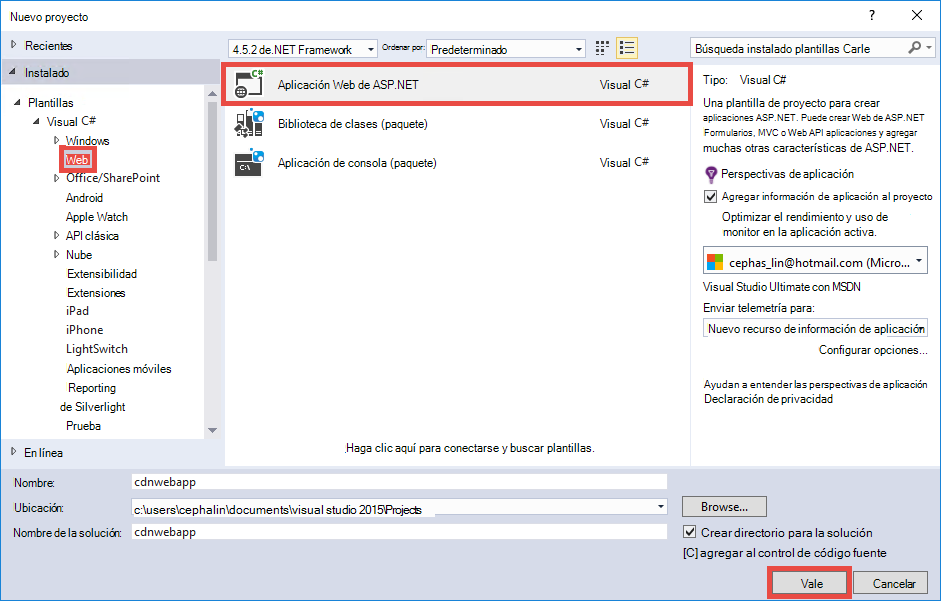 Nuevo proyecto
?
Recientes
4.5.2 de.NET Framework
Ordenar por:
Predeterminado
Búsqueda instalado plantillas Carle
Instalado
Plantillas
Visual C#
Windows
Web
Office/SharePoint
Android
Apple Watch
API clásica
Nube
Extensibilidad
Extensiones
iPad
iPhone
LightSwitch
Aplicaciones móviles
Reporting
de Silverlight
Prueba
En línea
Aplicación Web de ASP.NET Visual C#
Biblioteca de clases (paquete) Visual C#
Aplicación de consola (paquete) Visual C#
Haga clic aquí para conectarse y buscar plantillas.
Tipo: Visual C#
Una plantilla de proyecto para crear
aplicaciones ASP.NET. Puede crear Web de ASP.NET
Formularios, MVC o Web API aplicaciones y agregar
muchas otras características de ASP.NET.
Perspectivas de aplicación
Agregar información de aplicación al proyecto
Optimizar el rendimiento y uso de
monitor en la aplicación activa.
cephas_lin@hotmail.com (Micro...
Visual Studio Ultimate con MSDN
Enviar telemetría para:
Nuevo recurso de información de aplicación
Configurar opciones...
Ayudan a entender las perspectivas de aplicación
Declaración de privacidad
Nombre: cdnwebapp
Ubicación: c:\users\cephalin\documents\visual studio 2015\Projects
Browse...
Nombre de la solución: cdnwebapp
Crear directorio para la solución
[C] agregar al control de código fuente
Vale
Cancelar